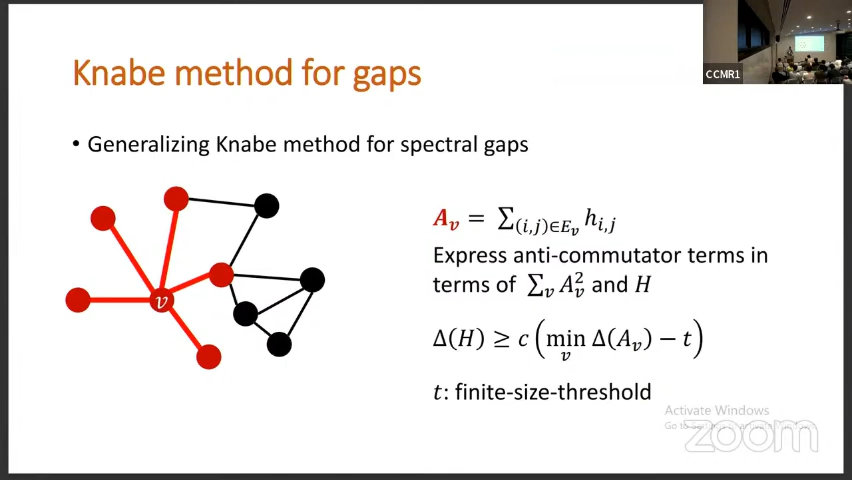 Knabe method for gaps
CCMR1
• Generalizing Knabe method for spectral gaps
v
A_v = ∑_{(i,j)∈E_v} h_{i,j}
Express anti-commutator terms in
terms of ∑_v A_v^2 and H
Δ(H) ≥ c (min_v Δ(A_v) − t)
t: finite-size-threshold
Activate Windows
zoom